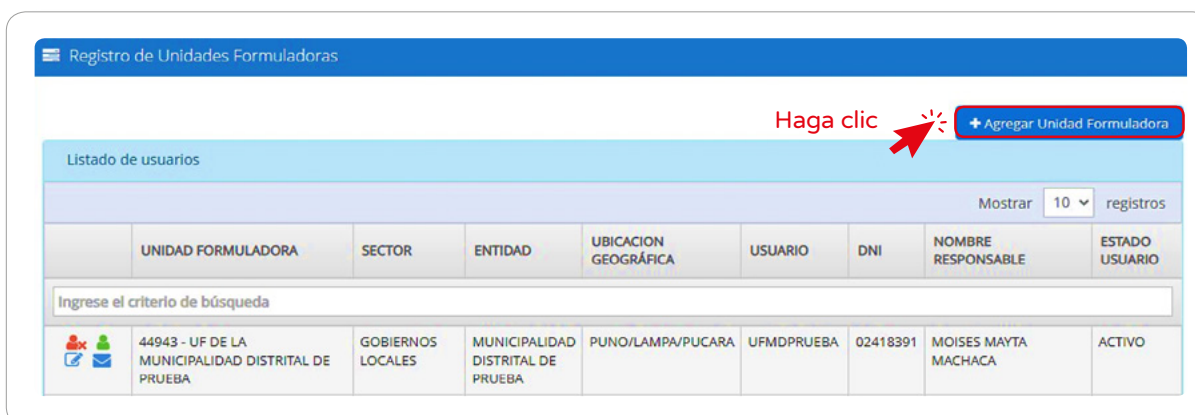 Registro de Unidades Formuladoras
Haga clic
+ Agregar Unidad Formuladora
Listado de usuarios
Mostrar 10 registros
UNIDAD FORMULADORA SECTOR ENTIDAD UBICACION GEOGRÁFICA USUARIO DNI NOMBRE RESPONSABLE ESTADO USUARIO
Ingrese el criterio de búsqueda
44943 - UF DE LA MUNICIPALIDAD DISTRITAL DE PRUEBA GOBIERNOS LOCALES MUNICIPALIDAD DISTRITAL DE PRUEBA PUNO/LAMPA/PUCARA UFMDPRUEBA 02418391 MOISES MAYTA MACHACA ACTIVO